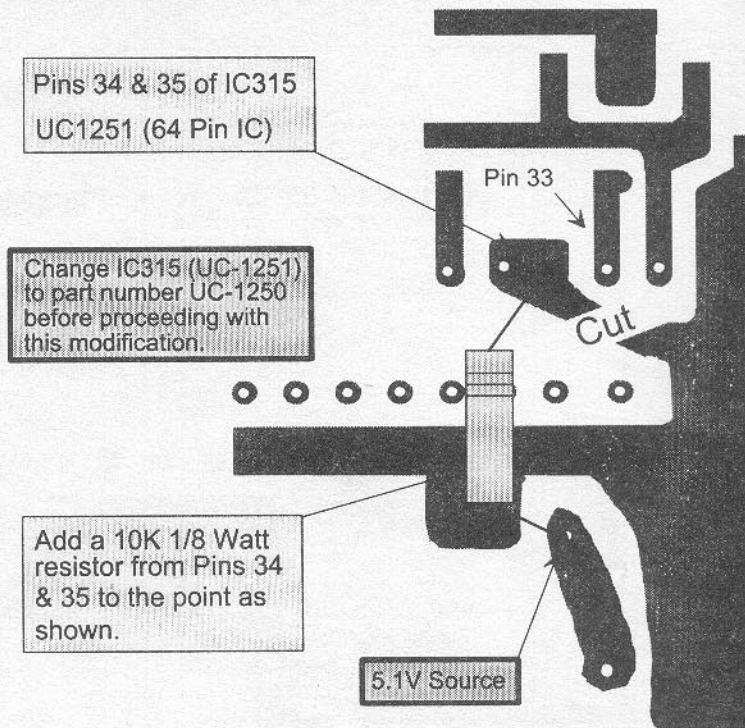 Pins 34 & 35 of IC315
UC1251 (64 Pin IC)
Pin 33
Change IC315 (UC-1251)
to part number UC-1250
before proceeding with
this modification.
Cut
Add a 10K 1/8 Watt
resistor from Pins 34
& 35 to the point as
shown.
5.1V Source